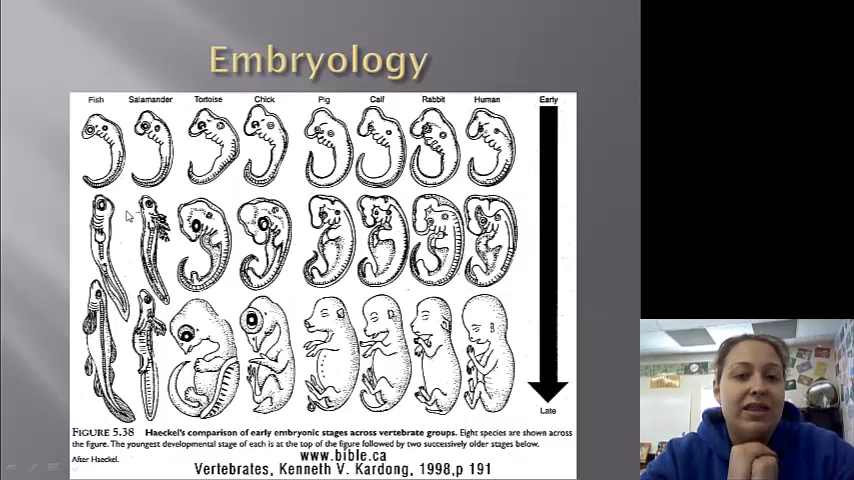 Embryology
Fish Salamander Tortoise Chick Pig Calf Rabbit Human Early
Late
FIGURE 5.38 Haeckel's comparison of early embryonic stages across vertebrate groups. Eight species are shown across
the figure. The youngest developmental stage of each is at the top of the figure followed by two successively older stages below.
After Haeckel.
www.bible.ca
Vertebrates, Kenneth V. Kardong, 1998,p 191